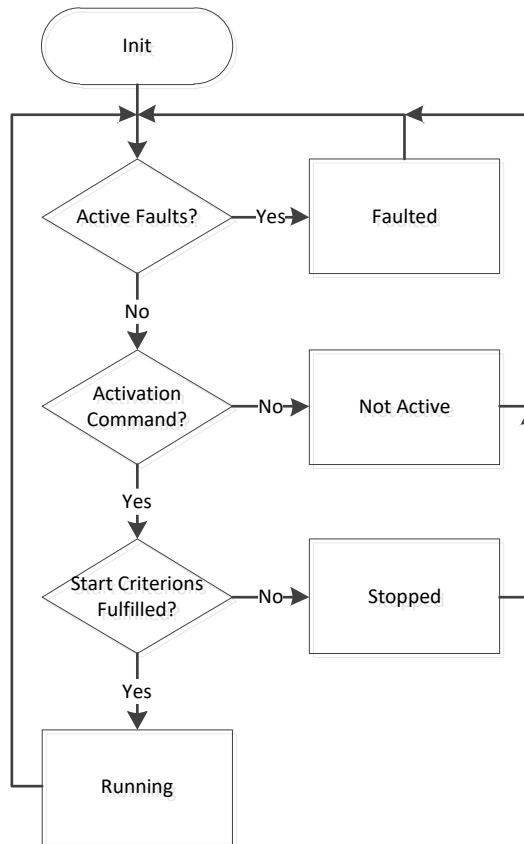 Init
Active Faults?
Yes
Faulted
No
Activation
Command?
No
Not Active
Yes
Start Criterions
Fulfilled?
No
Stopped
Yes
Running